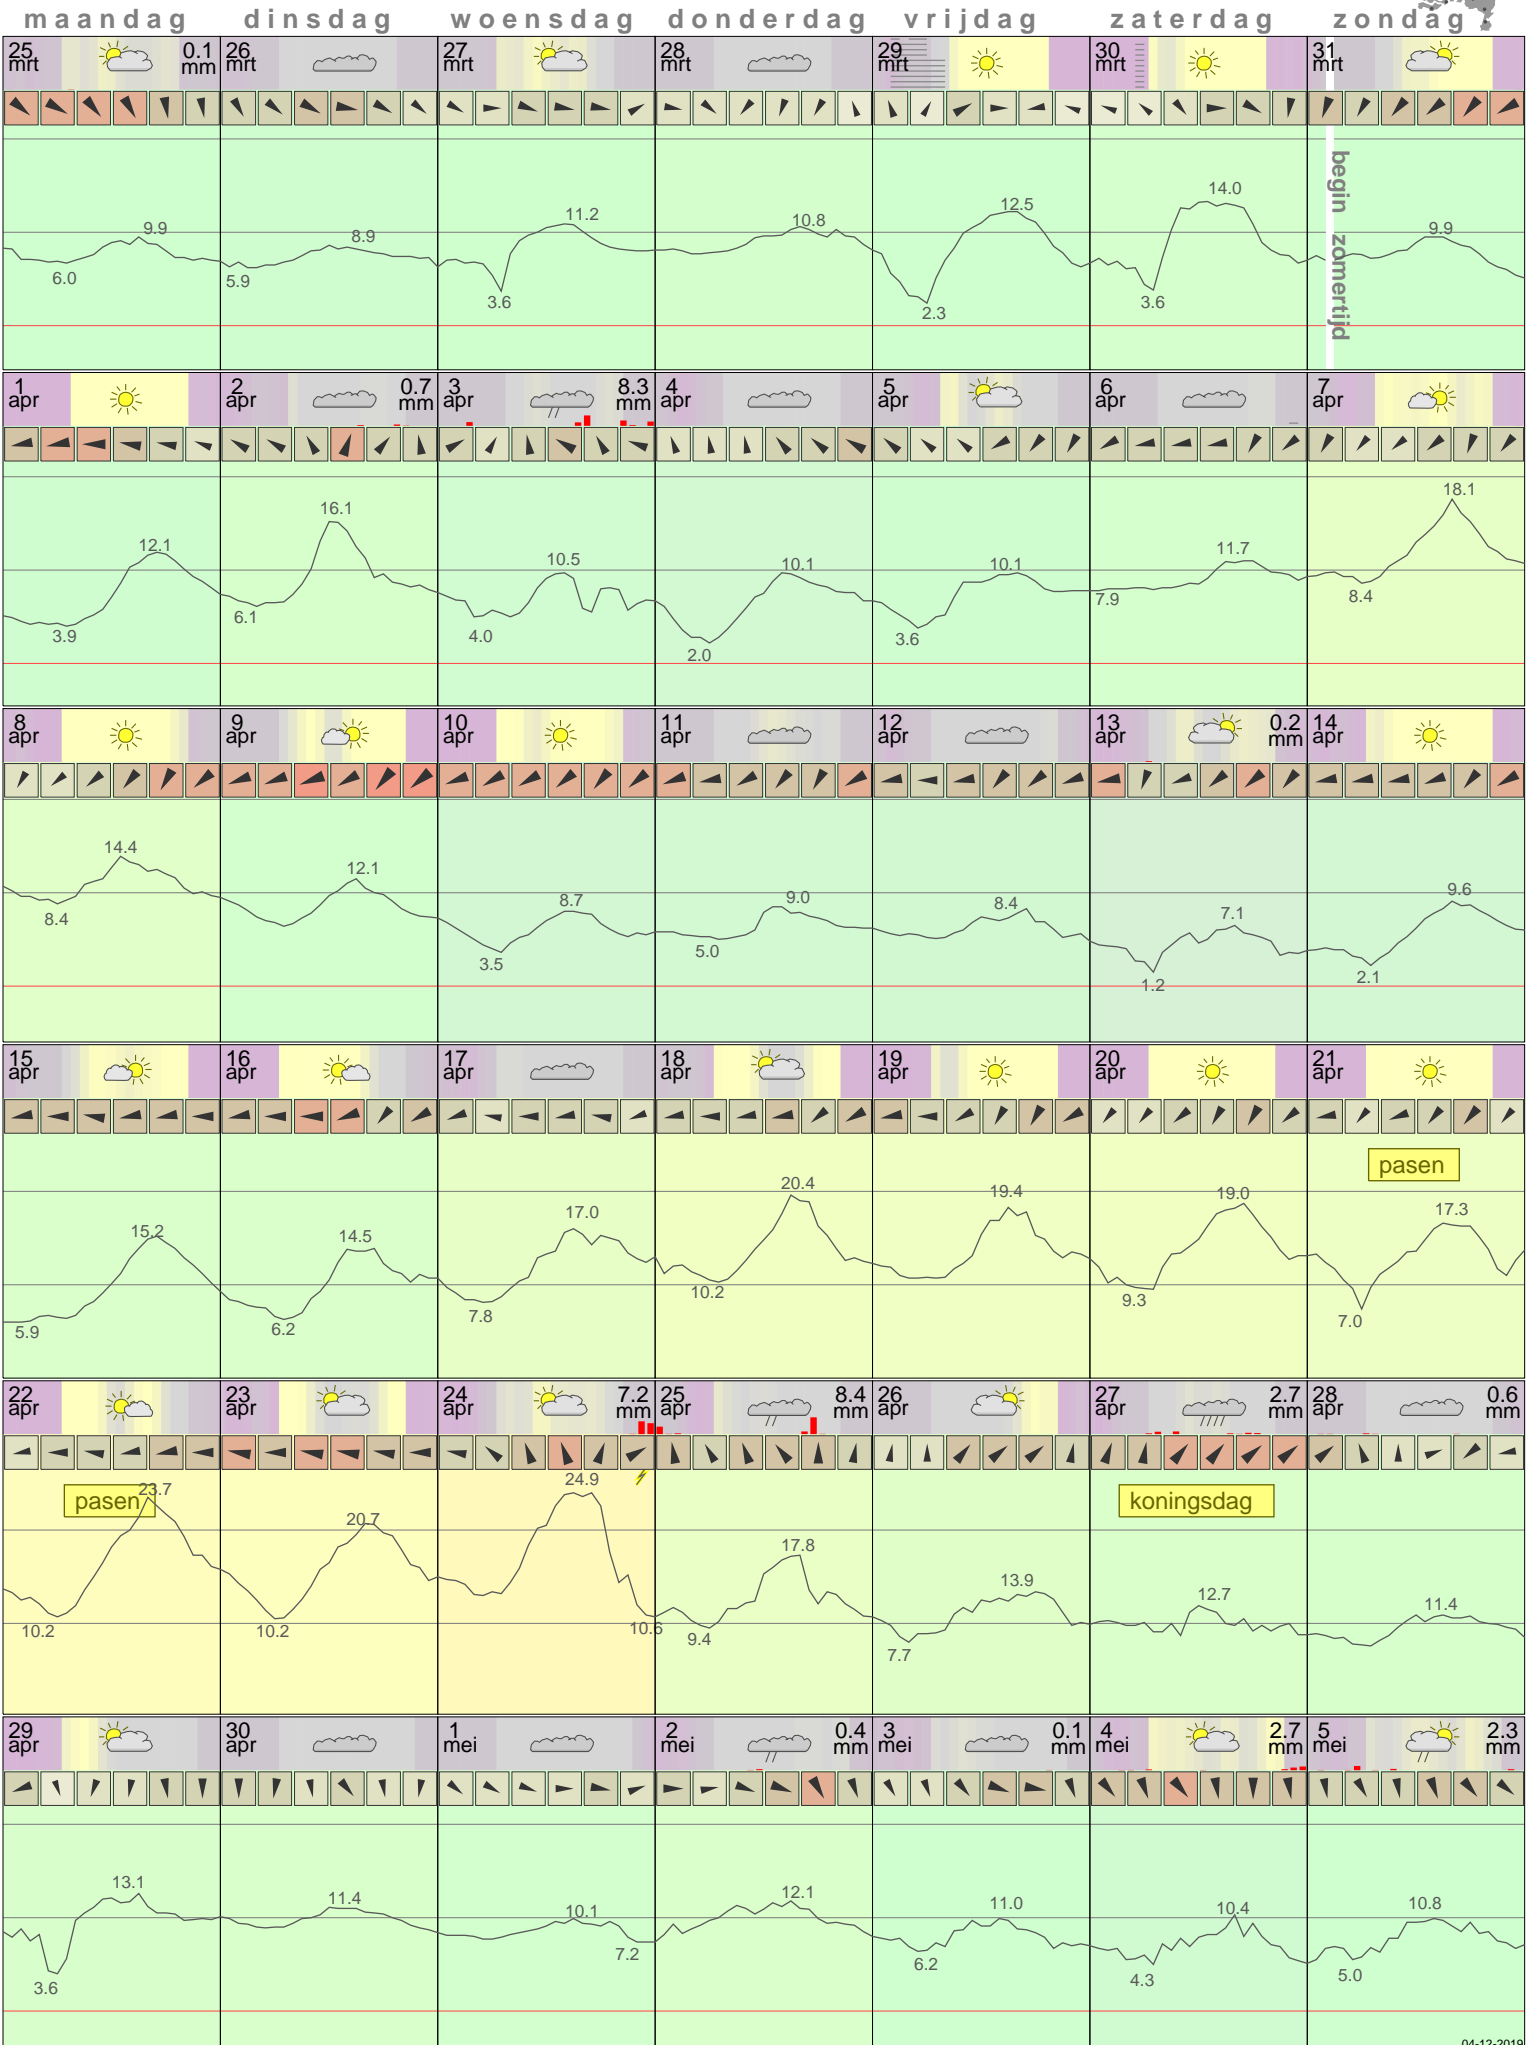 maandag dinsdag woensdag donderdag vrijdag zaterdag zondag
25 0.1 26 27 28 29 30 31
mrt mm mrt mrt mrt mrt mrt mrt
begin zomertijd
9.9 8.9 11.2 10.8 12.5 14.0 9.9
6.0 5.9 3.6 2.3 3.6
1 2 0.7 3 8.3 4 5 6 7
apr apr mm apr mm apr apr apr apr
12.1 16.1 10.5 10.1 10.1 11.7 18.1
3.9 6.1 4.0 2.0 3.6 7.9 8.4
8 9 10 11 12 13 0.2 14
apr apr apr apr apr apr mm apr
14.4 12.1 8.7 9.0 8.4 7.1 9.6
8.4 3.5 5.0 1.2 2.1
15 16 17 18 19 20 21
apr apr apr apr apr apr apr
pasen
15.2 14.5 17.0 20.4 19.4 19.0 17.3
5.9 6.2 7.8 10.2 9.3 7.0
22 23 24 7.2 25 8.4 26 27 2.7 28 0.6
apr apr apr mm apr mm apr apr mm apr mm
pasen koningsdag
23.7 20.7 24.9 17.8 13.9 12.7 11.4
10.2 10.2 10.6 9.4 7.7
29 30 1 2 0.4 3 0.1 4 2.7 5 2.3
apr apr mei mei mm mei mm mei mm mei mm
13.1 11.4 10.1 12.1 11.0 10.4 10.8
3.6 7.2 6.2 4.3 5.0
04-12-2019